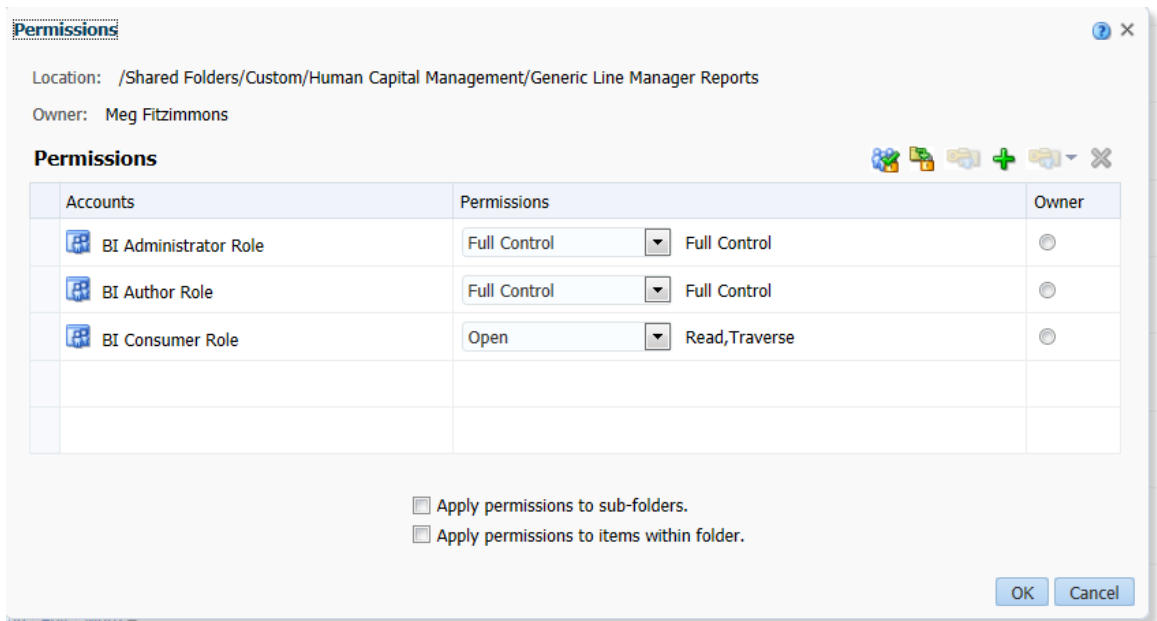 Permissions
Location: /Shared Folders/Custom/Human Capital Management/Generic Line Manager Reports
Owner: Meg Fitzimmons
Permissions
Accounts Permissions Owner
BI Administrator Role Full Control Full Control
BI Author Role Full Control Full Control
BI Consumer Role Open Read,Traverse
Apply permissions to sub-folders.
Apply permissions to items within folder.
OK Cancel